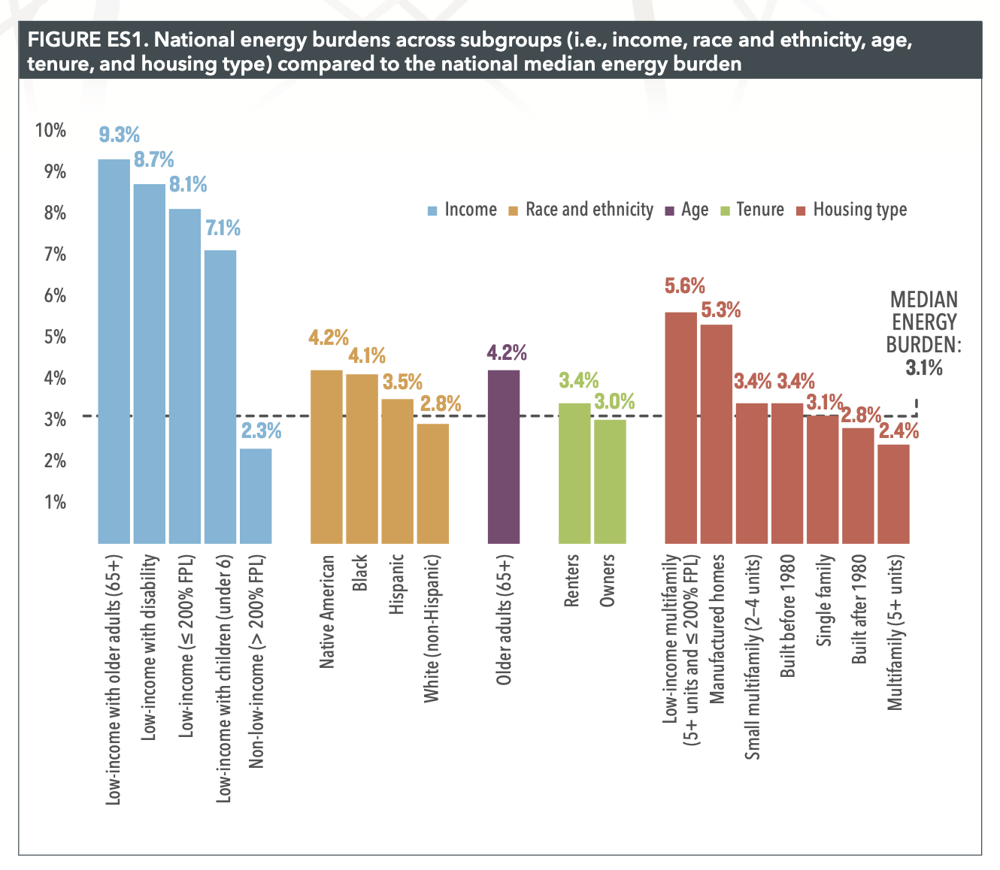 FIGURE ES1. National energy burdens across subgroups (i.e., income, race and ethnicity, age,
tenure, and housing type) compared to the national median energy burden
10%
9%
8%
7%
6%
5%
4%
3%
2%
1%
9.3%
8.7%
8.1%
7.1%
2.3%
4.2%
4.1%
3.5%
2.8%
4.2%
3.4%
3.0%
5.6%
5.3%
3.4%
3.4%
3.1%
2.8%
2.4%
Income
Race and ethnicity
Age
Tenure
Housing type
MEDIAN
ENERGY
BURDEN:
3.1%
Low-income with older adults (65+)
Low-income with disability
Low-income (≤ 200% FPL)
Low-income with children (under 6)
Non-low-income (> 200% FPL)
Native American
Black
Hispanic
White (non-Hispanic)
Older adults (65+)
Renters
Owners
Low-income multifamily
(5+ units and ≤ 200% FPL)
Manufactured homes
Small multifamily (2–4 units)
Built before 1980
Single family
Built after 1980
Multifamily (5+ units)